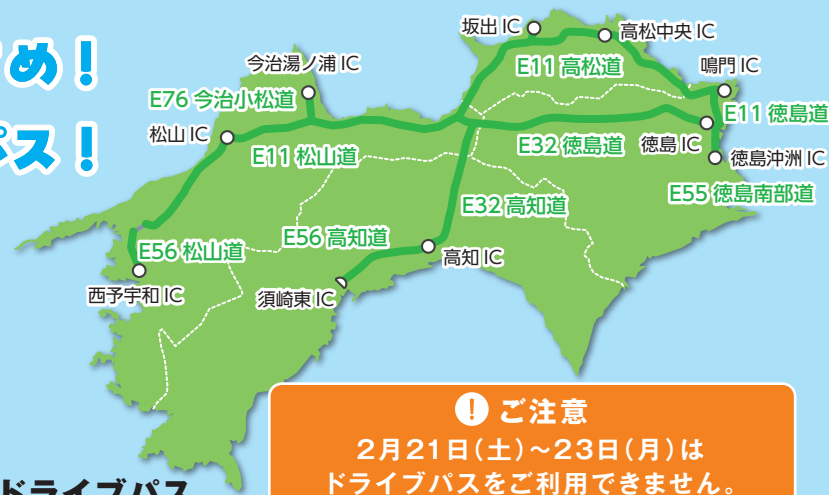 め！
パス！
坂出 IC
高松中央 IC
今治湯ノ浦 IC
E11 高松道
鳴門 IC
E76 今治小松道
E11 徳島道
松山 IC
E11 松山道
E32 徳島道
徳島 IC
徳島沖洲 IC
E55 徳島南部道
E32 高知道
E56 高知道
E56 松山道
高知 IC
西予宇和 IC
須崎東 IC
! ご注意
2月21日(土)～23日(月)は
ドライブパスをご利用できません。
ドライブパス